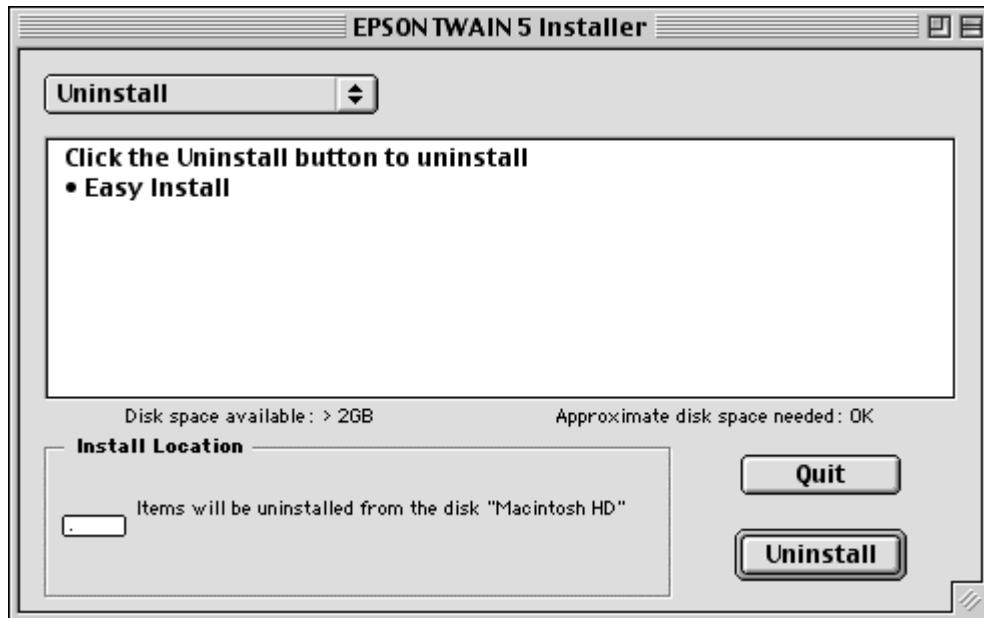 EPSON TWAIN 5 Installer
Uninstall
Click the Uninstall button to uninstall
• Easy Install
Disk space available: > 2GB
Approximate disk space needed: OK
Install Location
Items will be uninstalled from the disk "Macintosh HD"
Quit
Uninstall